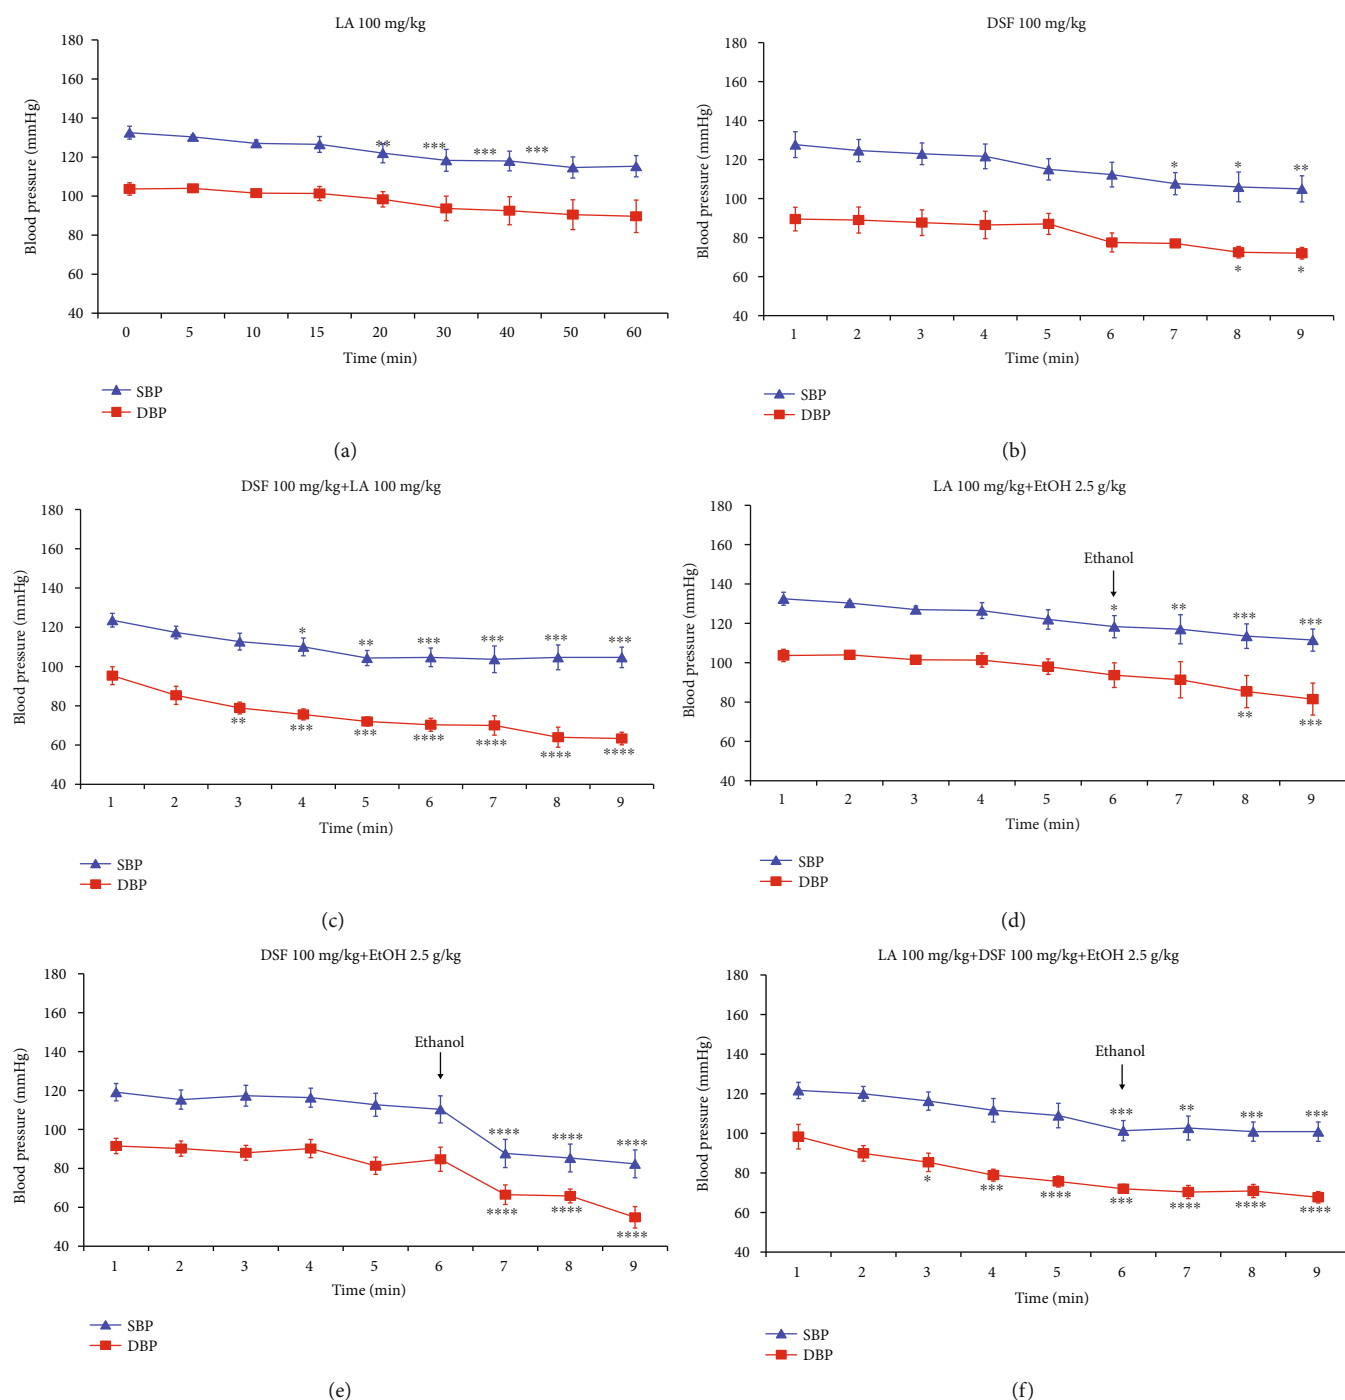 LA 100 mg/kg
180
160
140
120
100
80
60
40
Blood pressure (mmHg)
**
***
***
***
0 5 10 15 20 30 40 50 60
Time (min)
SBP
DBP
(a)
DSF 100 mg/kg
180
160
140
120
100
80
60
40
Blood pressure (mmHg)
* * **
* *
1 2 3 4 5 6 7 8 9
Time (min)
SBP
DBP
(b)
DSF 100 mg/kg+LA 100 mg/kg
180
160
140
120
100
80
60
40
Blood pressure (mmHg)
* ** *** *** *** ***
** *** *** **** **** **** ****
1 2 3 4 5 6 7 8 9
Time (min)
SBP
DBP
(c)
LA 100 mg/kg+EtOH 2.5 g/kg
180
160
140
120
100
80
60
40
Blood pressure (mmHg)
Ethanol
* ** *** ***
** ***
1 2 3 4 5 6 7 8 9
Time (min)
SBP
DBP
(d)
DSF 100 mg/kg+EtOH 2.5 g/kg
180
160
140
120
100
80
60
40
Blood pressure (mmHg)
Ethanol
**** **** ****
**** **** ****
1 2 3 4 5 6 7 8 9
Time (min)
SBP
DBP
(e)
LA 100 mg/kg+DSF 100 mg/kg+EtOH 2.5 g/kg
180
160
140
120
100
80
60
40
Blood pressure (mmHg)
Ethanol
*** ** *** ***
* *** **** *** **** **** ****
1 2 3 4 5 6 7 8 9
Time (min)
SBP
DBP
(f)